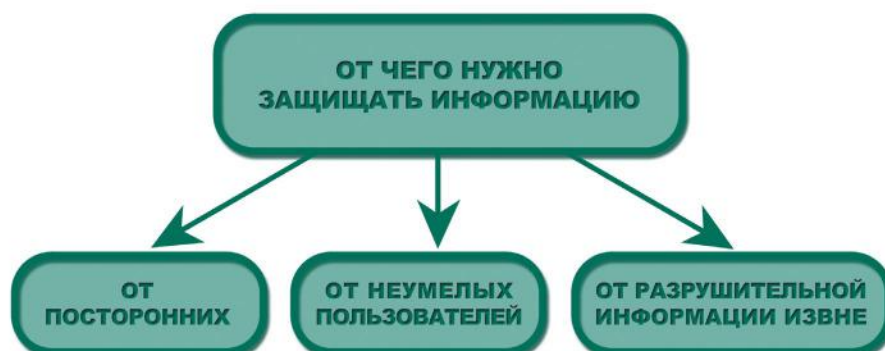 ОТ ЧЕГО НУЖНО
ЗАЩИЩАТЬ ИНФОРМАЦИЮ
ОТ
ПОСТОРОННИХ
ОТ НЕУМЕЛЫХ
ПОЛЬЗОВАТЕЛЕЙ
ОТ РАЗРУШИТЕЛЬНОЙ
ИНФОРМАЦИИ ИЗВНЕ